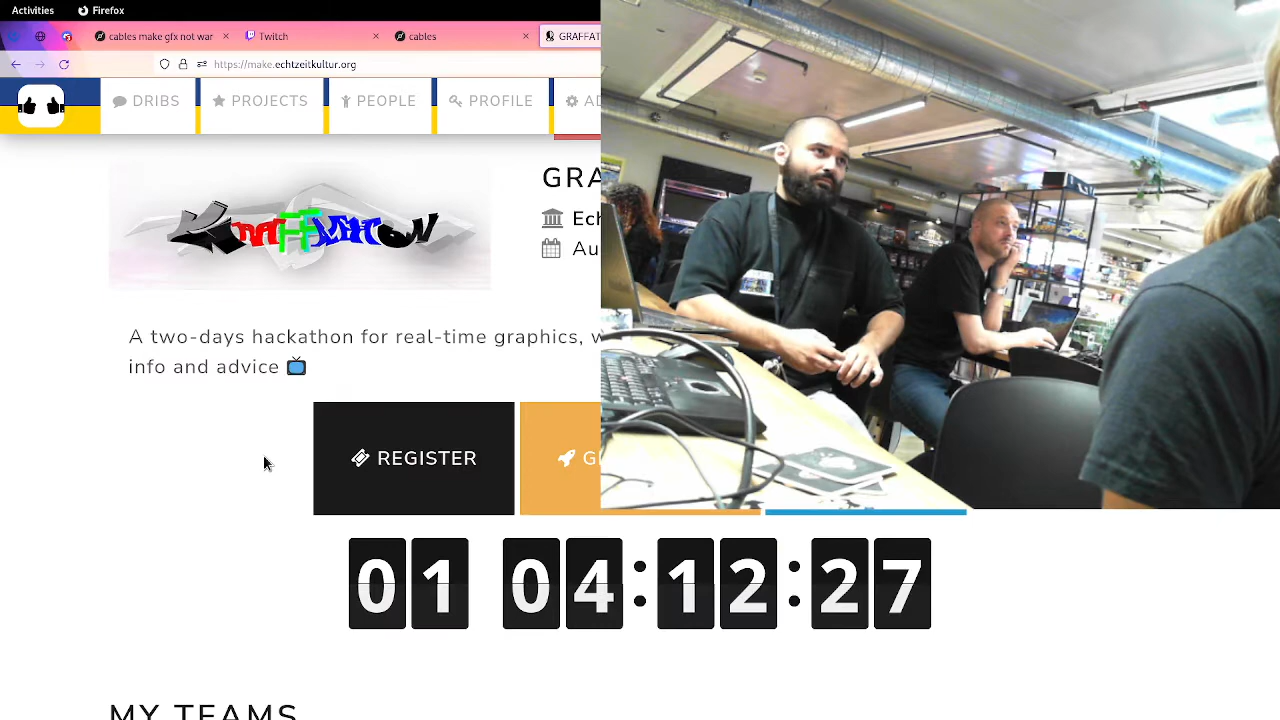 Activities Firefox
cables make gfx not war Twitch cables GRAFFAT
https://make.echtzeitkultur.org
DRIBS PROJECTS PEOPLE PROFILE AD
GRA
Ech
Au
A two-days hackathon for real-time graphics, w
info and advice
REGISTER G
01 04:12:27
MY TEAMS